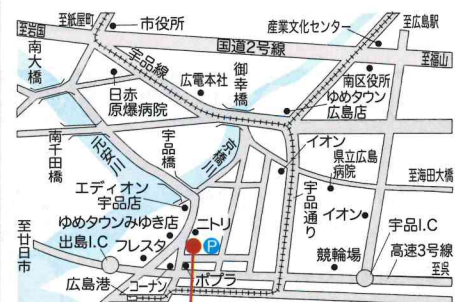 至紙屋町
市役所
産業文化センター
至広島駅
至岩国
国道2号線
至福山
南大橋
宇品線
御幸橋
広電本社
南区役所
ゆめタウン
広島店
日赤
原爆病院
南千田橋
元安川
宇品橋
京橋川
イオン
県立広島
病院
至海田大橋
エディオン
宇品店
宇品通り
ゆめタウンみゆき店
ニトリ
イオン
宇品I.C
至廿日市
出島I.C
フレスタ
P
競輪場
高速3号線
至呉
広島港
コーナン
ポプラ